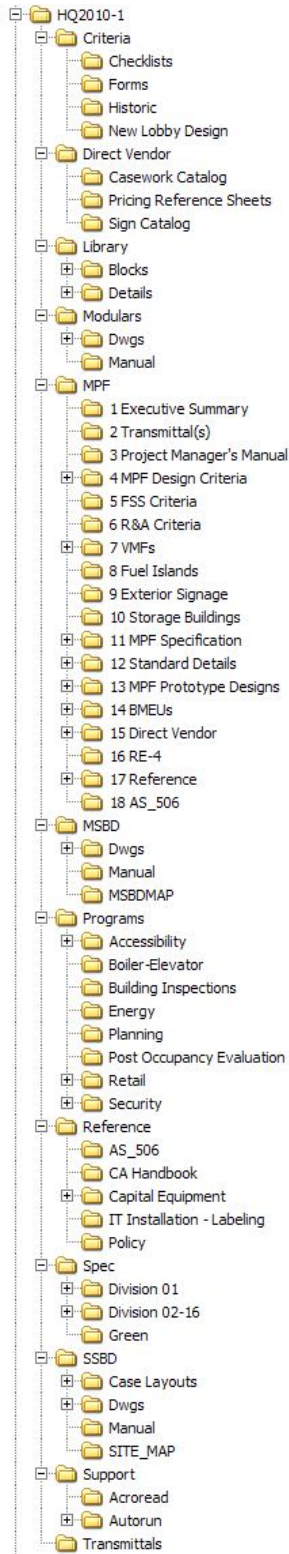 HQ2010-1
Criteria
Checklists
Forms
Historic
New Lobby Design
Direct Vendor
Casework Catalog
Pricing Reference Sheets
Sign Catalog
Library
Blocks
Details
Modulars
Dwgs
Manual
MPF
1 Executive Summary
2 Transmittal(s)
3 Project Manager's Manual
4 MPF Design Criteria
5 FSS Criteria
6 R&A Criteria
7 VMFs
8 Fuel Islands
9 Exterior Signage
10 Storage Buildings
11 MPF Specification
12 Standard Details
13 MPF Prototype Designs
14 BMEUs
15 Direct Vendor
16 RE-4
17 Reference
18 AS_506
MSBD
Dwgs
Manual
MSBDMAP
Programs
Accessibility
Boiler-Elevator
Building Inspections
Energy
Planning
Post Occupancy Evaluation
Retail
Security
Reference
AS_506
CA Handbook
Capital Equipment
IT Installation - Labeling
Policy
Spec
Division 01
Division 02-16
Green
SSBD
Case Layouts
Dwgs
Manual
SITE_MAP
Support
Acroread
Autorun
Transmittals